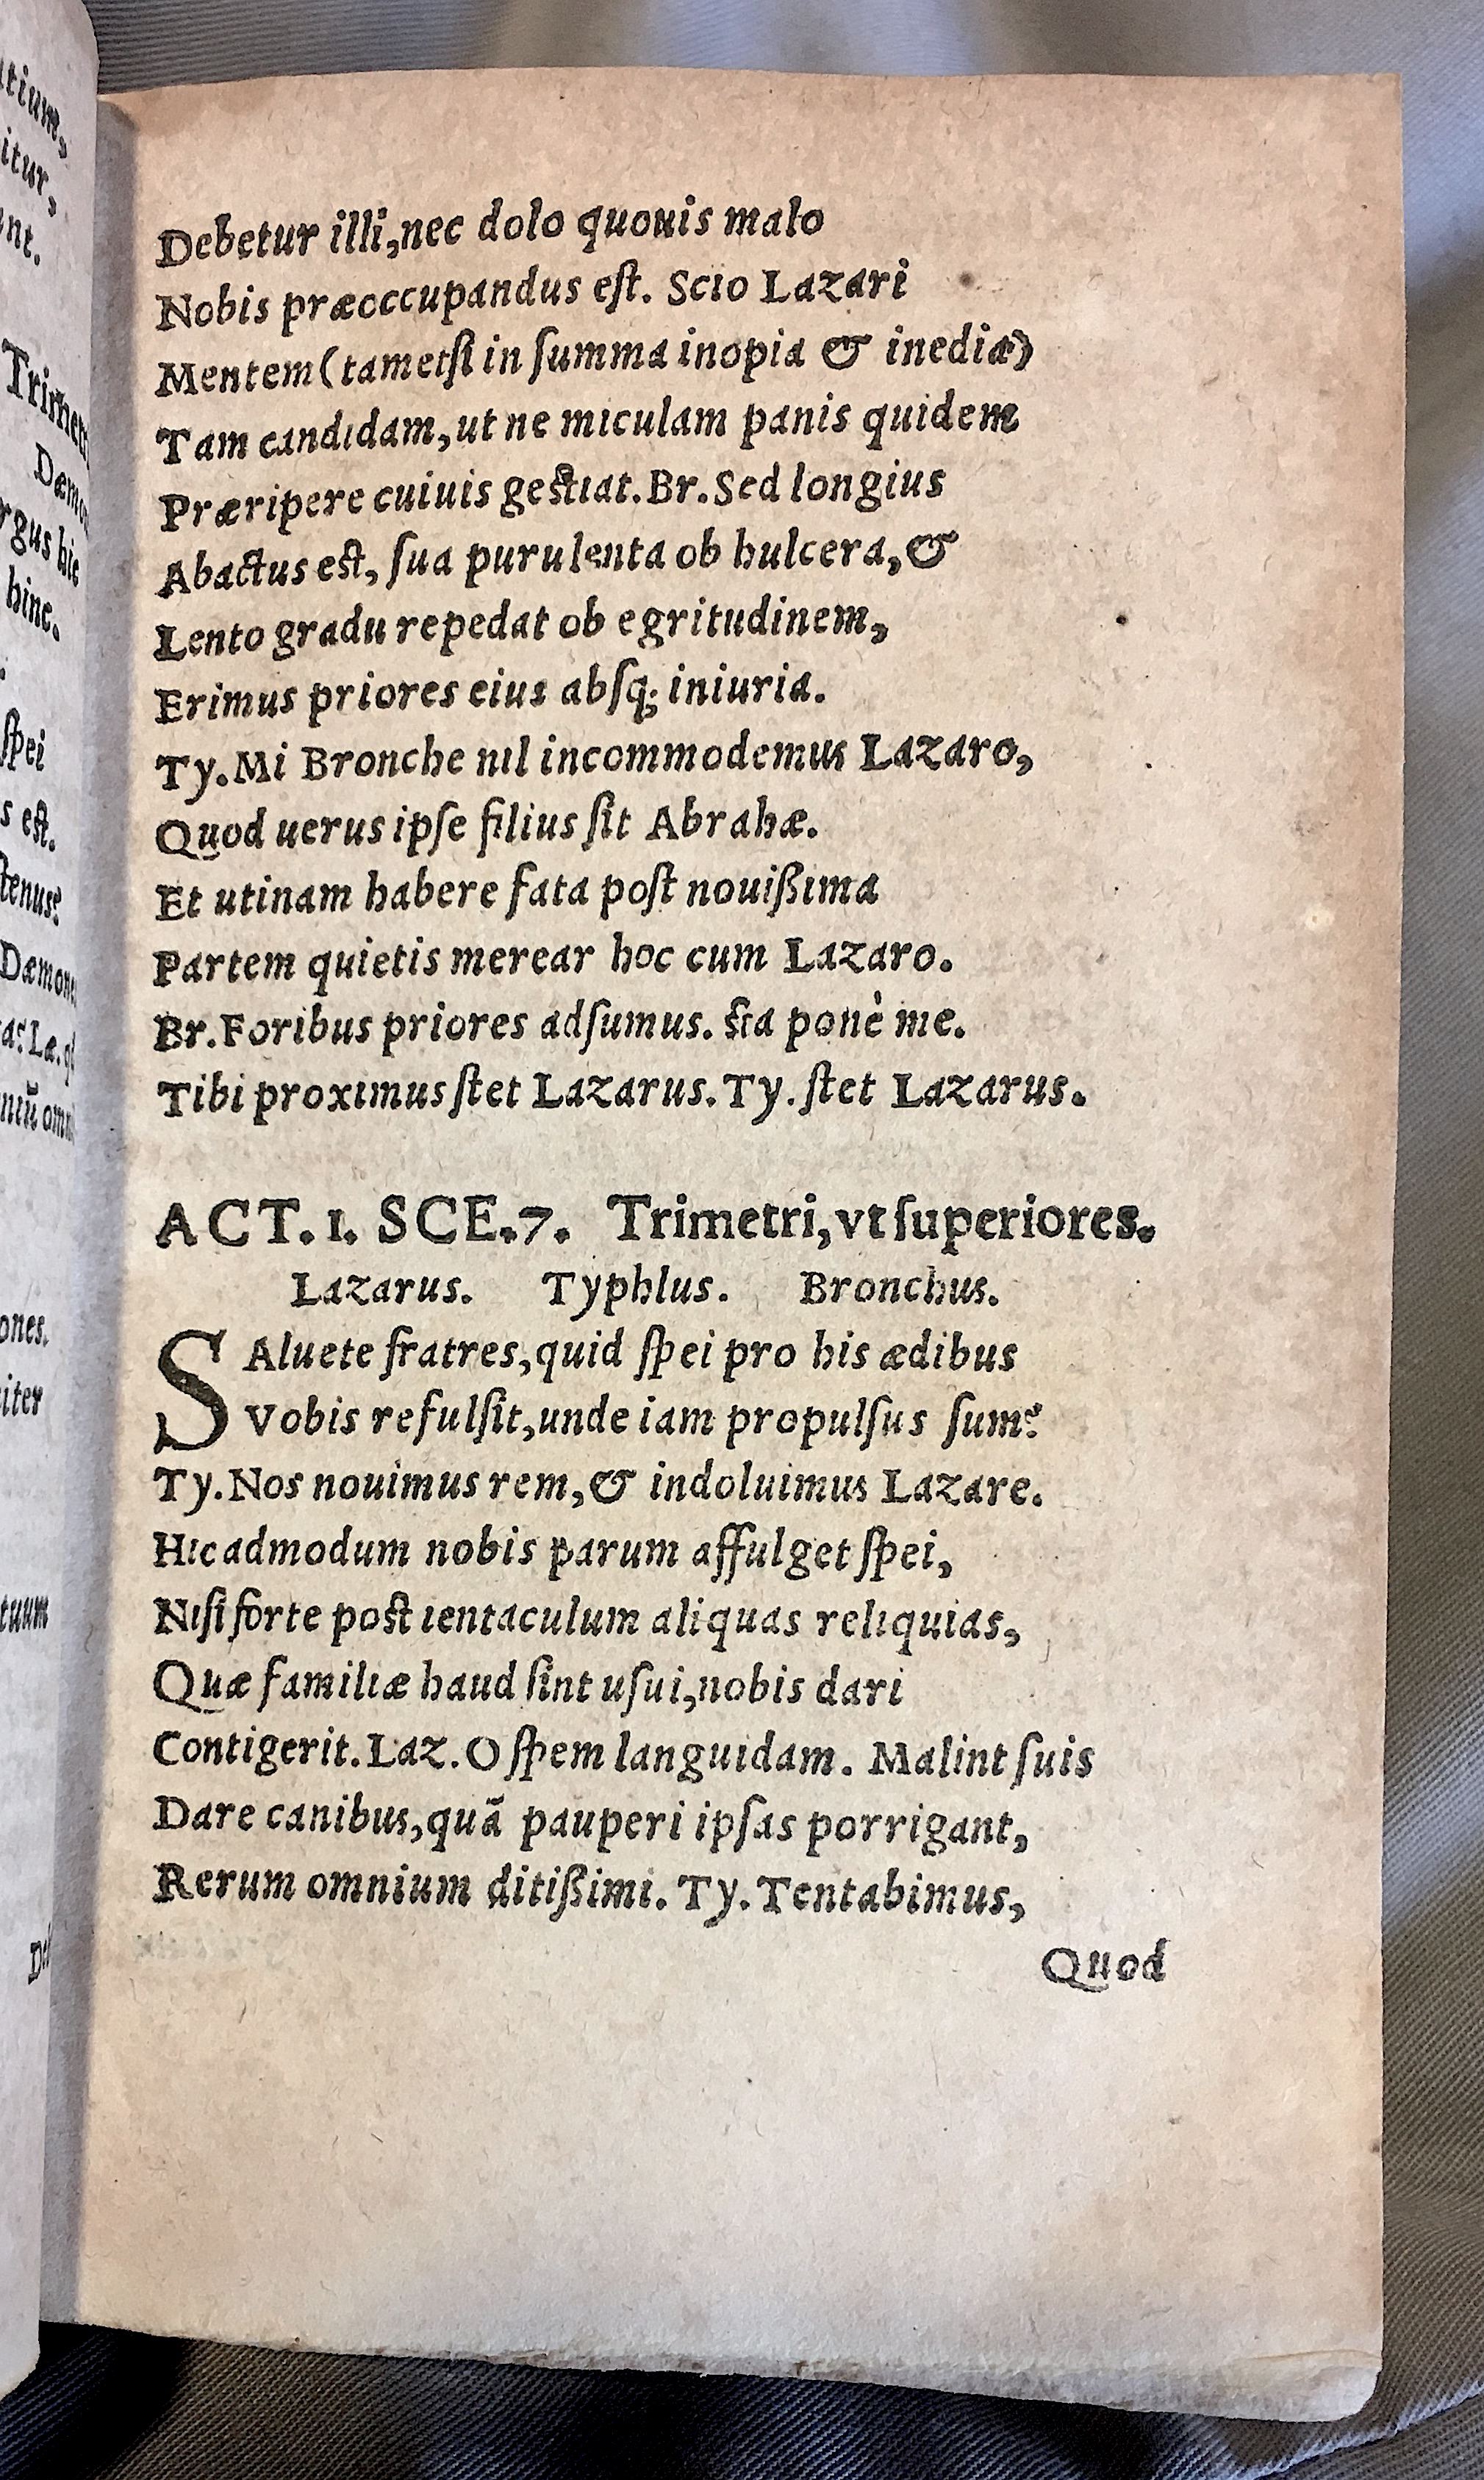 Debetur illi,nec dolo quouis malo
Nobis præoccupandus eſt. Scio Lazari
Mentem (tametſi in ſumma inopia & inedia)
Tam candidam,ut ne miculam panis quidem
Præripere cuiuis geſtiat. Br. Sed longius
Abactus eſt, ſua purulenta ob hulcera,&
Lento gradu repedat ob egritudinem,
Erimus priores eius abſq; iniuria.
Ty. Mi Bronche nil incommodemus Lazaro,
Quod uerus ipſe filius ſit Abrahæ.
Et utinam habere fata poſt nouißima
Partem quietis merear hoc cum Lazaro.
Br. Foribus priores adſumus. ſta ponè me.
Tibi proximus ſtet Lazarus. Ty. ſtet Lazarus.
ACT. 1. SCE. 7. Trimetri,vt ſuperiores.
Lazarus. Typhlus. Bronchus.
SAluete fratres,quid ſpei pro his ædibus
Vobis refulſit,unde iam propulſus ſum?
Ty. Nos nouimus rem,& indoluimus Lazare.
Hic admodum nobis parum affulget ſpei,
Niſi forte poſt ientaculum aliquas reliquias,
Quæ familiæ haud ſint uſui,nobis dari
Contigerit. Laz. O ſpem languidam. Malint ſuis
Dare canibus,quã pauperi ipſas porrigant,
Rerum omnium ditißimi. Ty. Tentabimus,
Quod